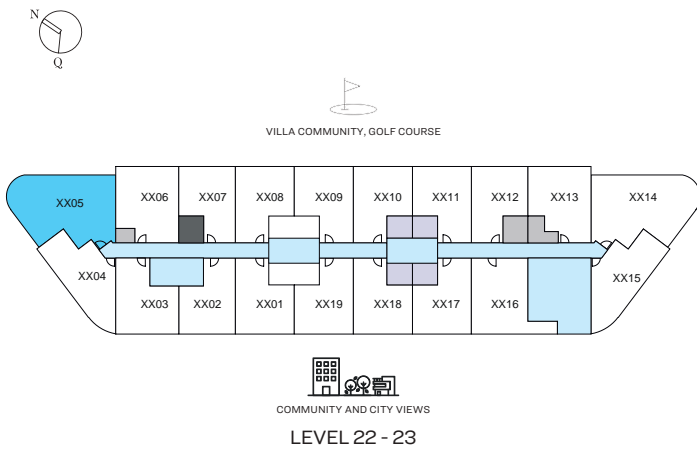 N
Q
VILLA COMMUNITY, GOLF COURSE
XX05
XX06
XX07
XX08
XX09
XX10
XX11
XX12
XX13
XX14
XX04
XX03
XX02
XX01
XX19
XX18
XX17
XX16
XX15
COMMUNITY AND CITY VIEWS
LEVEL 22 - 23